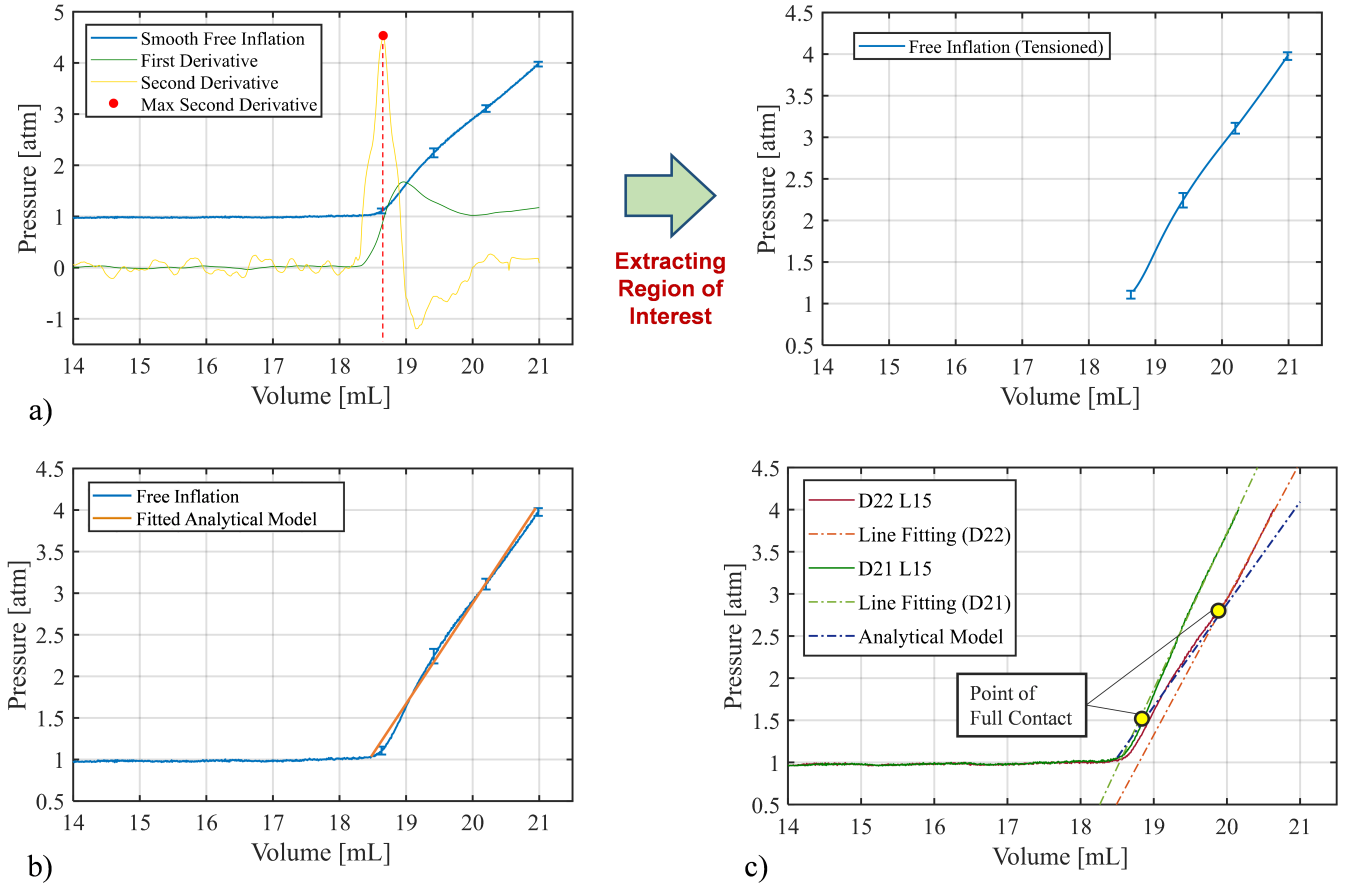 Smooth Free Inflation
First Derivative
Second Derivative
Max Second Derivative
5
4
3
2
1
0
-1
Pressure [atm]
14 15 16 17 18 19 20 21
Volume [mL]
a)
Extracting
Region of
Interest
Free Inflation (Tensioned)
4.5
4
3.5
3
2.5
2
1.5
1
0.5
Pressure [atm]
14 15 16 17 18 19 20 21
Volume [mL]
Free Inflation
Fitted Analytical Model
4.5
4
3.5
3
2.5
2
1.5
1
0.5
Pressure [atm]
14 15 16 17 18 19 20 21
Volume [mL]
b)
D22 L15
Line Fitting (D22)
D21 L15
Line Fitting (D21)
Analytical Model
Point of
Full Contact
4.5
4
3.5
3
2.5
2
1.5
1
0.5
Pressure [atm]
14 15 16 17 18 19 20 21
Volume [mL]
c)